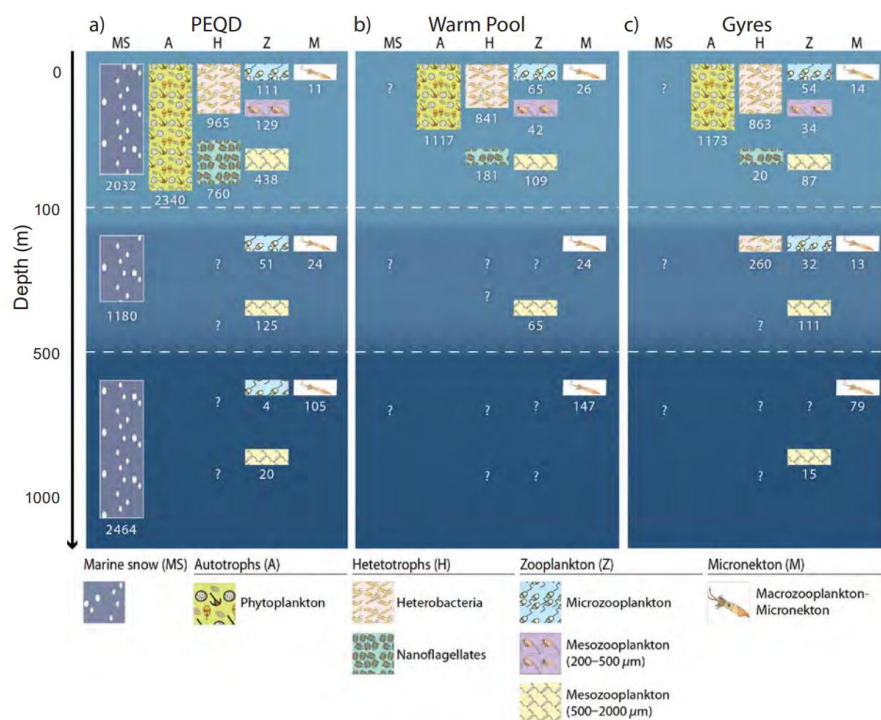 a) PEQD b) Warm Pool c) Gyres
MS A H Z M MS A H Z M MS A H Z M
0
111 11 ? 65 26 ? 54 14
965 129 841 42 863 34
1117 1173
2032 760 438 181 109 20 87
2340
100
? 51 24 ? ? ? 24 ? 260 32 13
?
1180 ? 125 65 ? 111
500
? 4 105 ? ? ? 147 ? ? ? 79
? 20 ? ? ? 15
1000
2464
Depth (m)
Marine snow (MS) Autotrophs (A) Hetetotrophs (H) Zooplankton (Z) Micronekton (M)
Phytoplankton Heterobacteria Microzooplankton Macrozooplankton-
Micronekton
Nanoflagellates Mesozooplankton
(200–500 µm)
Mesozooplankton
(500–2000 µm)